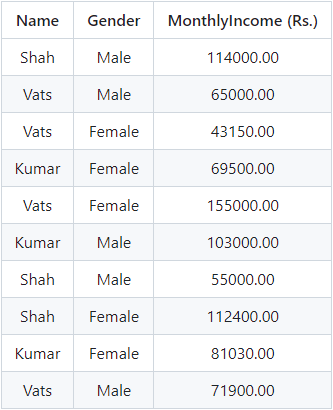 Name Gender MonthlyIncome (Rs.)
Shah Male 114000.00
Vats Male 65000.00
Vats Female 43150.00
Kumar Female 69500.00
Vats Female 155000.00
Kumar Male 103000.00
Shah Male 55000.00
Shah Female 112400.00
Kumar Female 81030.00
Vats Male 71900.00